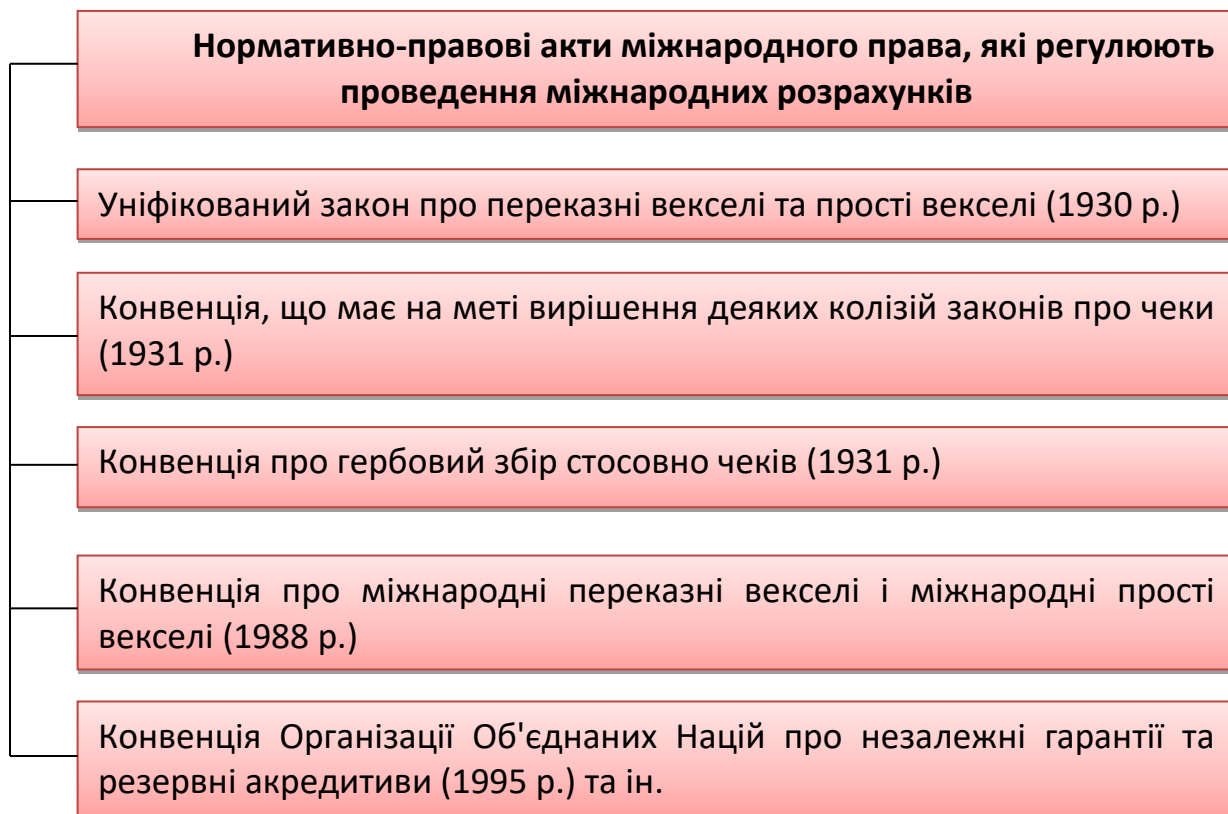 Нормативно-правові акти міжнародного права, які регулюють
проведення міжнародних розрахунків
Уніфікований закон про переказні векселі та прості векселі (1930 р.)
Конвенція, що має на меті вирішення деяких колізій законів про чеки
(1931 р.)
Конвенція про гербовий збір стосовно чеків (1931 р.)
Конвенція про міжнародні переказні векселі і міжнародні прості
векселі (1988 р.)
Конвенція Організації Об'єднаних Націй про незалежні гарантії та
резервні акредитиви (1995 р.) та ін.